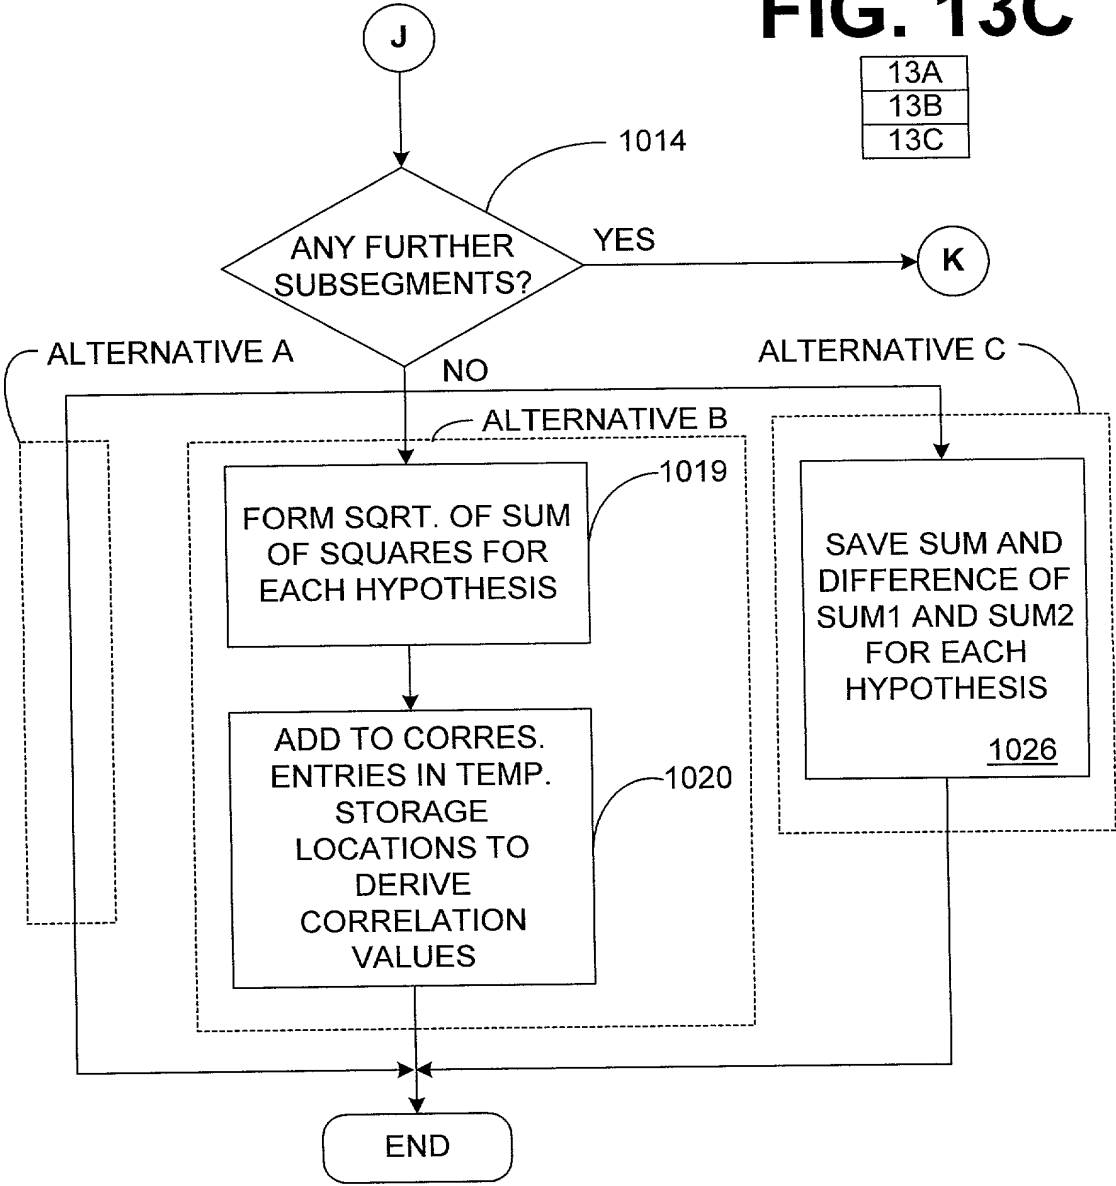 FIG. 13C
J
13A
13B
13C
1014
ANY FURTHER
SUBSEGMENTS?
YES
K
ALTERNATIVE A
NO
ALTERNATIVE C
ALTERNATIVE B
1019
FORM SQRT. OF SUM
OF SQUARES FOR
EACH HYPOTHESIS
SAVE SUM AND
DIFFERENCE OF
SUM1 AND SUM2
FOR EACH
HYPOTHESIS
1026
ADD TO CORRES.
ENTRIES IN TEMP.
STORAGE
LOCATIONS TO
DERIVE
CORRELATION
VALUES
1020
END